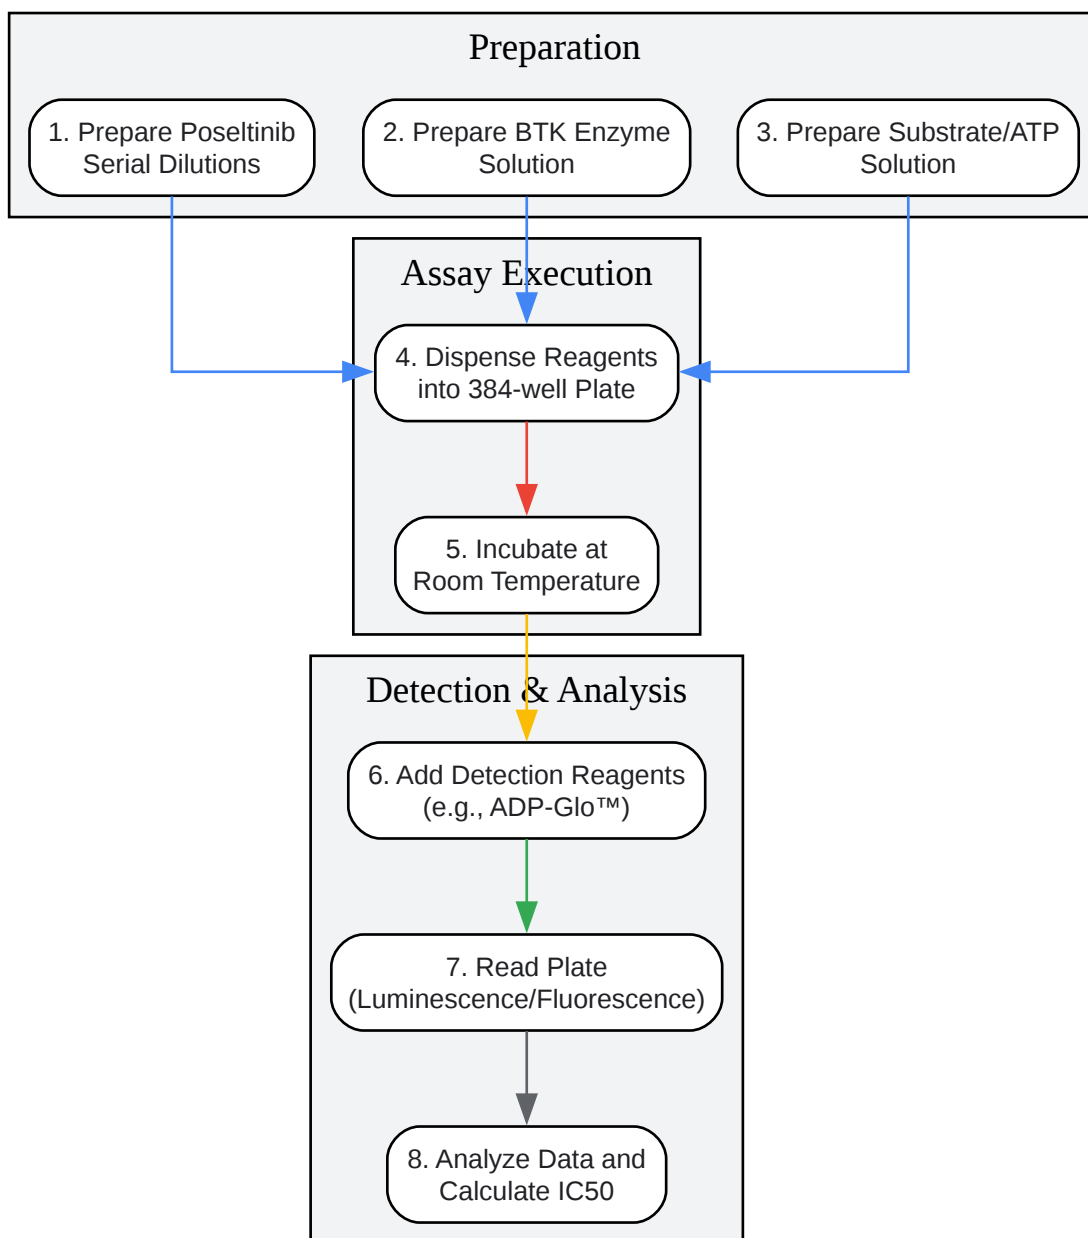 Preparation
1. Prepare Poseltinib
Serial Dilutions
2. Prepare BTK Enzyme
Solution
3. Prepare Substrate/ATP
Solution
Assay Execution
4. Dispense Reagents
into 384-well Plate
5. Incubate at
Room Temperature
Detection & Analysis
6. Add Detection Reagents
(e.g., ADP-Glo™)
7. Read Plate
(Luminescence/Fluorescence)
8. Analyze Data and
Calculate IC50